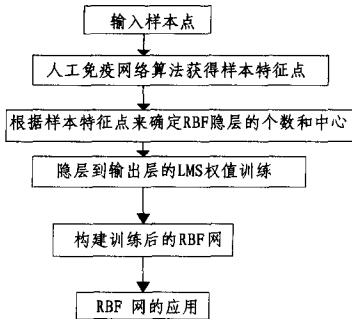 输入样本点
人工免疫网络算法获得样本特征点
根据样本特征点来确定RBF隐层的个数和中心
隐层到输出层的LMS权值训练
构建训练后的RBF网
RBF 网的应用